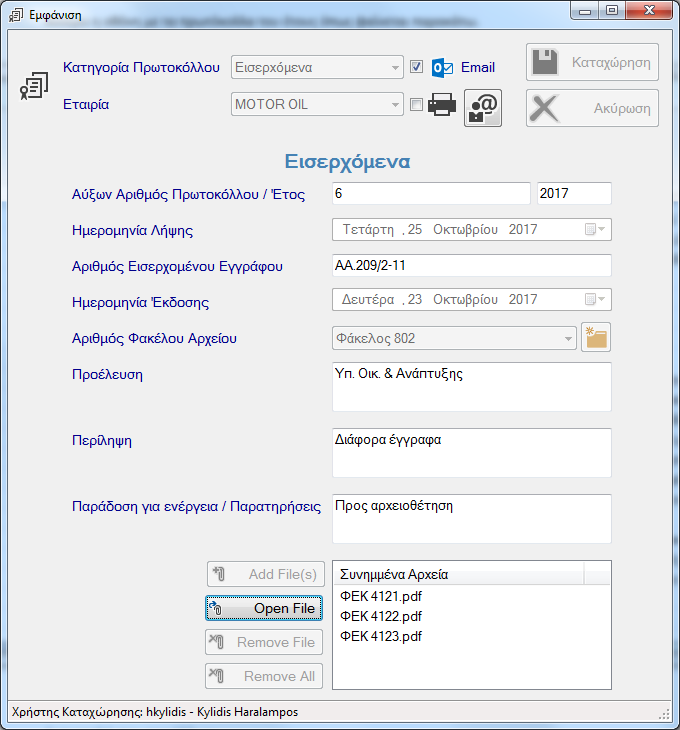 Εμφάνιση
Κατηγορία Πρωτοκόλλου Εισερχόμενα Email Καταχώρηση
Εταιρία MOTOR OIL Ακύρωση
Εισερχόμενα
Αύξων Αριθμός Πρωτοκόλλου / Έτος 6 2017
Ημερομηνία Λήψης Τετάρτη , 25 Οκτωβρίου 2017
Αριθμός Εισερχομένου Εγγράφου ΑΑ.209/2-11
Ημερομηνία Έκδοσης Δευτέρα , 23 Οκτωβρίου 2017
Αριθμός Φακέλου Αρχείου Φάκελος 802
Προέλευση Υπ. Οικ. & Ανάπτυξης
Περίληψη Διάφορα έγγραφα
Παράδοση για ενέργεια / Παρατηρήσεις Προς αρχειοθέτηση
Add File(s) Συνημμένα Αρχεία
ΦΕΚ 4121.pdf
Open File ΦΕΚ 4122.pdf
Remove File ΦΕΚ 4123.pdf
Remove All
Χρήστης Καταχώρησης: hkylidis - Kylidis Haralampos